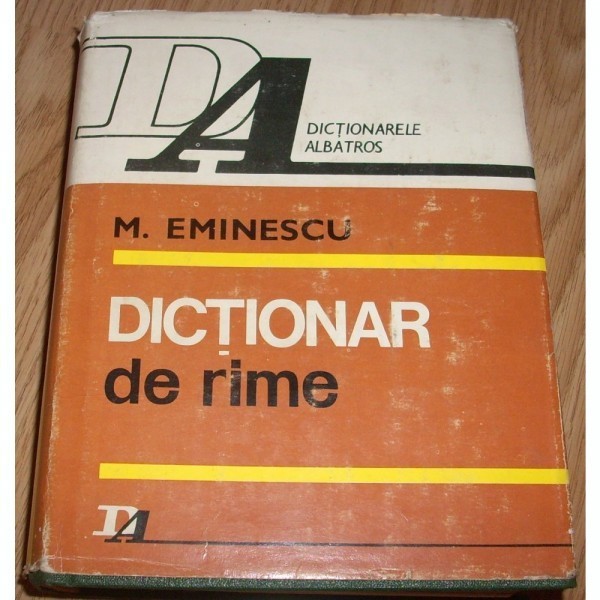 DA
DICȚIONARELE
ALBATROS
M. EMINESCU
DICȚIONAR
de rime
DA